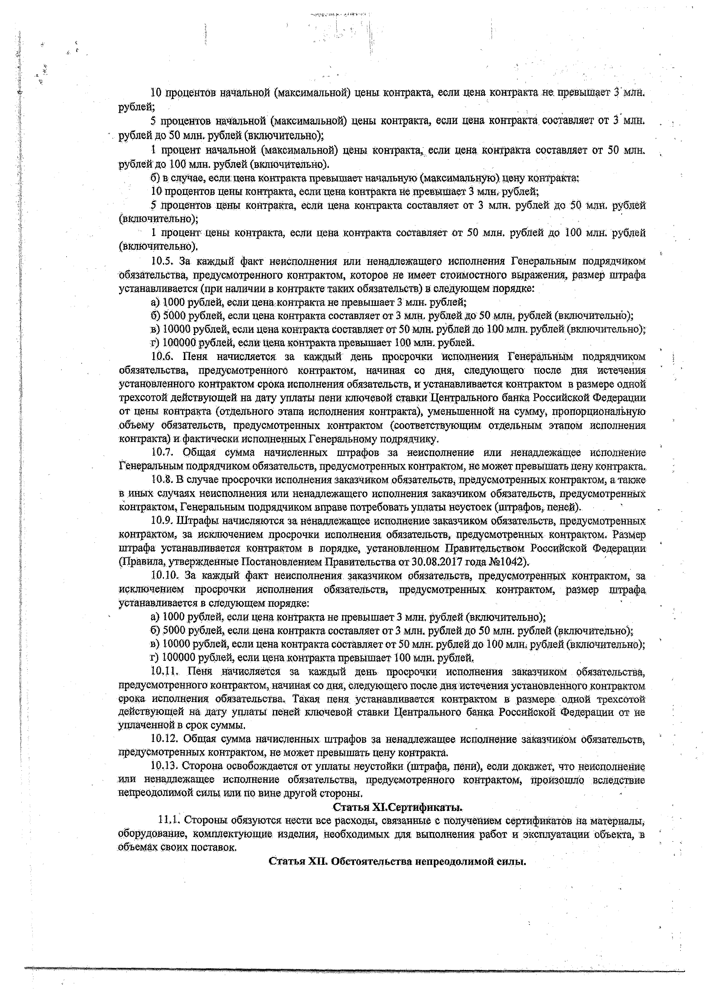 10 процентов начальной (максимальной) цены контракта, если цена контракта не превышает 3 млн.
рублей;
5 процентов начальной (максимальной) цены контракта, если цена контракта составляет от 3 млн.
рублей до 50 млн. рублей (включительно);
1 процент начальной (максимальной) цены контракта, если цена контракта составляет от 50 млн.
рублей до 100 млн. рублей (включительно).
б) в случае, если цена контракта превышает начальную (максимальную) цену контракта:
10 процентов цены контракта, если цена контракта не превышает 3 млн. рублей;
5 процентов цены контракта, если цена контракта составляет от 3 млн. рублей до 50 млн. рублей
(включительно);
1 процент цены контракта, если цена контракта составляет от 50 млн. рублей до 100 млн. рублей
(включительно).
10.5. За каждый факт неисполнения или ненадлежащего исполнения Генеральным подрядчиком
обязательства, предусмотренного контрактом, которое не имеет стоимостного выражения, размер штрафа
устанавливается (при наличии в контракте таких обязательств) в следующем порядке:
а) 1000 рублей, если цена контракта не превышает 3 млн. рублей;
б) 5000 рублей, если цена контракта составляет от 3 млн. рублей до 50 млн. рублей (включительно);
в) 10000 рублей, если цена контракта составляет от 50 млн. рублей до 100 млн. рублей (включительно);
г) 100000 рублей, если цена контракта превышает 100 млн. рублей.
10.6. Пеня начисляется за каждый день просрочки исполнения Генеральным подрядчиком
обязательства, предусмотренного контрактом, начиная со дня, следующего после дня истечения
установленного контрактом срока исполнения обязательств, и устанавливается контрактом в размере одной
трехсотой действующей на дату уплаты пени ключевой ставки Центрального банка Российской Федерации
от цены контракта (отдельного этапа исполнения контракта), уменьшенной на сумму, пропорциональную
объему обязательств, предусмотренных контрактом (соответствующим отдельным этапом исполнения
контракта) и фактически исполненных Генеральному подрядчику.
10.7. Общая сумма начисленных штрафов за неисполнение или ненадлежащее исполнение
Генеральным подрядчиком обязательств, предусмотренных контрактом, не может превышать цену контракта.
10.8. В случае просрочки исполнения заказчиком обязательств, предусмотренных контрактом, а также
в иных случаях неисполнения или ненадлежащего исполнения заказчиком обязательств, предусмотренных
контрактом, Генеральным подрядчиком вправе потребовать уплаты неустоек (штрафов, пеней).
10.9. Штрафы начисляются за ненадлежащее исполнение заказчиком обязательств, предусмотренных
контрактом, за исключением просрочки исполнения обязательств, предусмотренных контрактом. Размер
штрафа устанавливается контрактом в порядке, установленном Правительством Российской Федерации
(Правила, утвержденные Постановлением Правительства от 30.08.2017 года №1042).
10.10. За каждый факт неисполнения заказчиком обязательств, предусмотренных контрактом, за
исключением просрочки исполнения обязательств, предусмотренных контрактом, размер штрафа
устанавливается в следующем порядке:
а) 1000 рублей, если цена контракта не превышает 3 млн. рублей (включительно);
б) 5000 рублей, если цена контракта составляет от 3 млн. рублей до 50 млн. рублей (включительно);
в) 10000 рублей, если цена контракта составляет от 50 млн. рублей до 100 млн. рублей (включительно);
г) 100000 рублей, если цена контракта превышает 100 млн. рублей.
10.11. Пеня начисляется за каждый день просрочки исполнения заказчиком обязательства,
предусмотренного контрактом, начиная со дня, следующего после дня истечения установленного контрактом
срока исполнения обязательства. Такая пеня устанавливается контрактом в размере одной трехсотой
действующей на дату уплаты пеней ключевой ставки Центрального банка Российской Федерации от не
уплаченной в срок суммы.
10.12. Общая сумма начисленных штрафов за ненадлежащее исполнение заказчиком обязательств,
предусмотренных контрактом, не может превышать цену контракта.
10.13. Сторона освобождается от уплаты неустойки (штрафа, пени), если докажет, что неисполнение
или ненадлежащее исполнение обязательства, предусмотренного контрактом, произошло вследствие
непреодолимой силы или по вине другой стороны.
Статья XI.Сертификаты.
11.1. Стороны обязуются нести все расходы, связанные с получением сертификатов на материалы,
оборудование, комплектующие изделия, необходимых для выполнения работ и эксплуатации объекта, в
объемах своих поставок.
Статья XII. Обстоятельства непреодолимой силы.